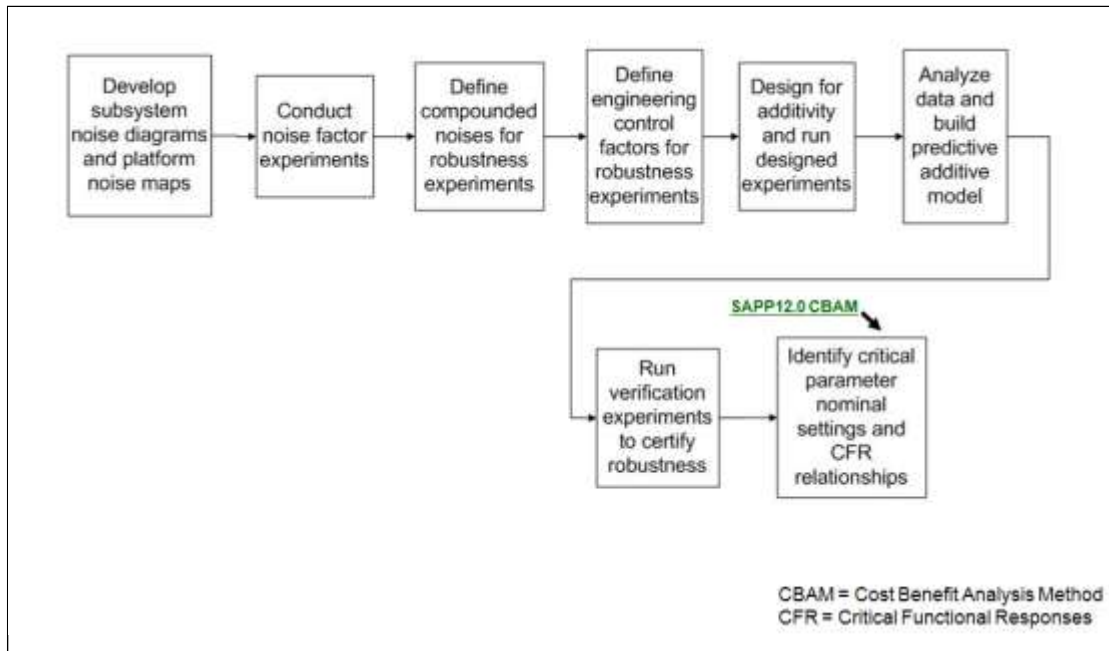 Develop
subsystem
noise diagrams
and platform
noise maps
Conduct
noise factor
experiments
Define
compounded
noises for
robustness
experiments
Define
engineering
control
factors for
robustness
experiments
Design for
additivity
and run
designed
experiments
Analyze
data and
build
predictive
additive
model
SAPP12.0 CBAM
Run
verification
experiments
to certify
robustness
Identify critical
parameter
nominal
settings and
CFR
relationships
CBAM = Cost Benefit Analysis Method
CFR = Critical Functional Responses